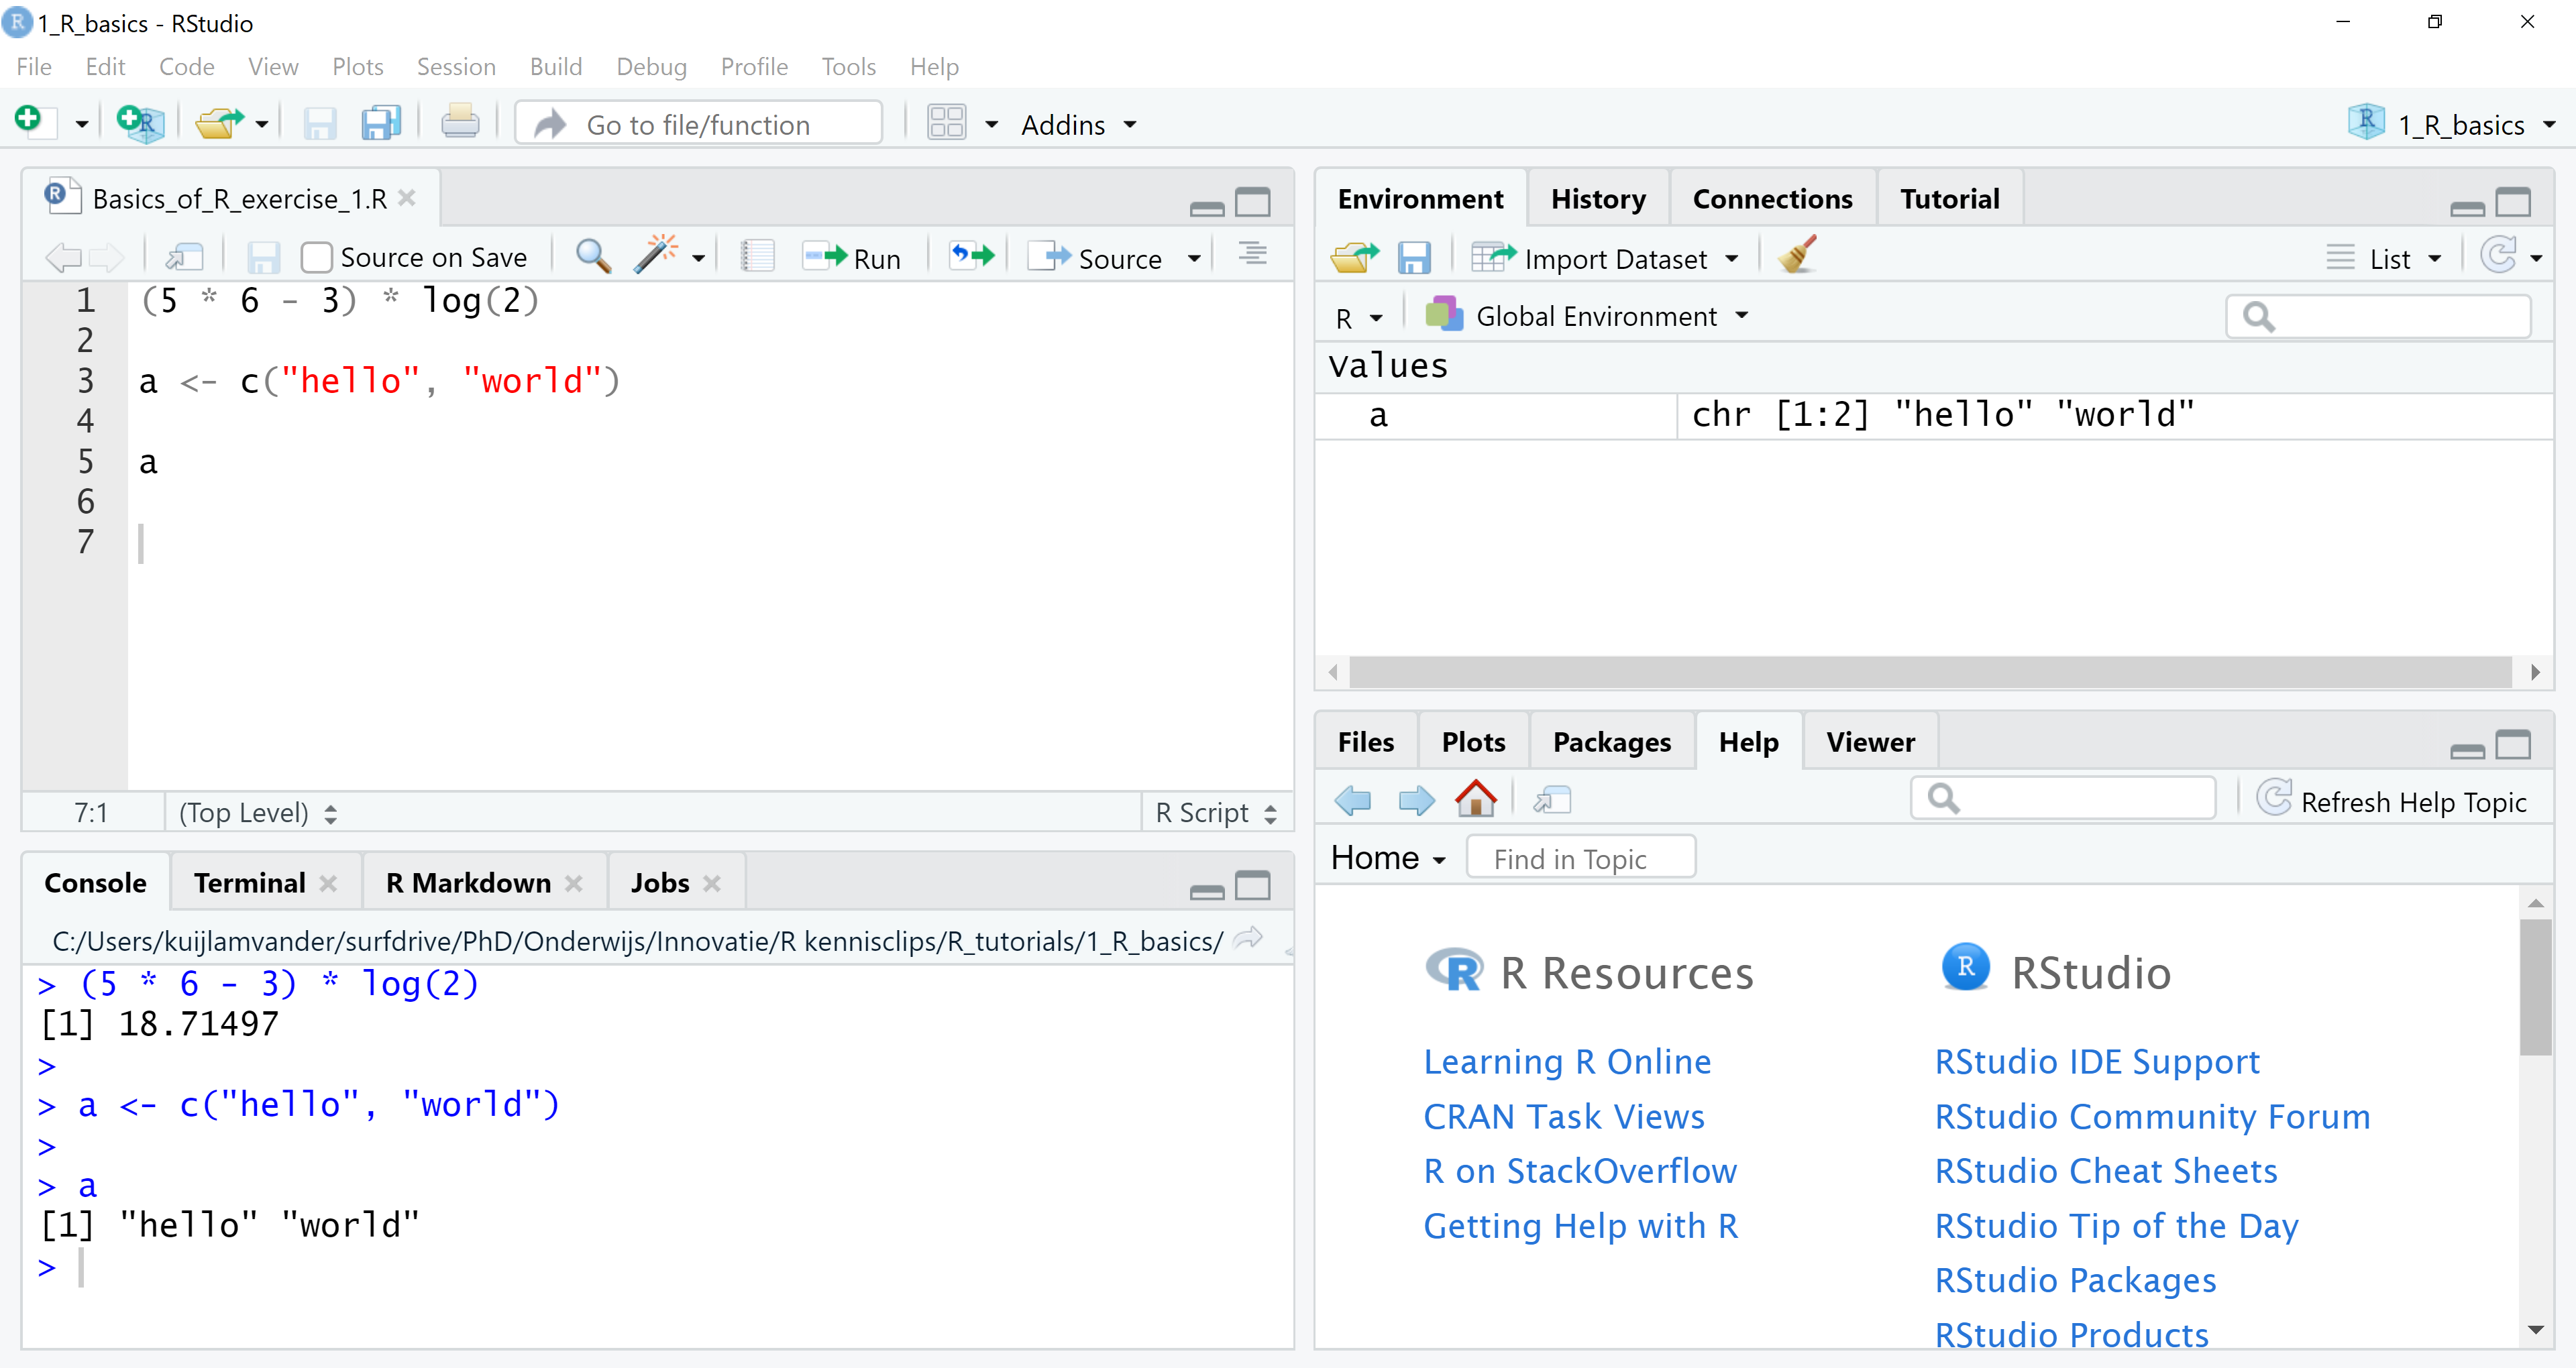 1_R_basics - RStudio
File Edit Code View Plots Session Build Debug Profile Tools Help
Go to file/function Addins 1_R_basics
Basics_of_R_exercise_1.R
Source on Save Run Source
1 (5 * 6 - 3) * log(2)
2
3 a <- c("hello", "world")
4
5 a
6
7
7:1 (Top Level) R Script
Console Terminal R Markdown Jobs
C:/Users/kuijlamvander/surfdrive/PhD/Onderwijs/Innovatie/R kennisclips/R_tutorials/1_R_basics/
> (5 * 6 - 3) * log(2)
[1] 18.71497
>
> a <- c("hello", "world")
>
> a
[1] "hello" "world"
>
Environment History Connections Tutorial
Import Dataset List
R Global Environment
Values
a chr [1:2] "hello" "world"
Files Plots Packages Help Viewer
Refresh Help Topic
Home Find in Topic
R R Resources
Learning R Online
CRAN Task Views
R on StackOverflow
Getting Help with R
R RStudio
RStudio IDE Support
RStudio Community Forum
RStudio Cheat Sheets
RStudio Tip of the Day
RStudio Packages
RStudio Products